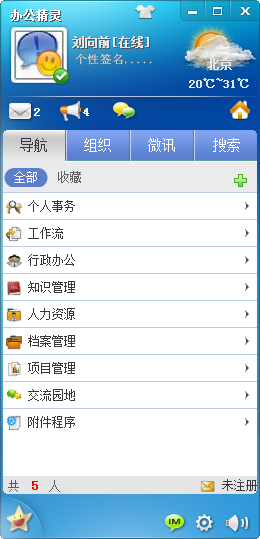 办公精灵
刘向前[在线]
个性签名.....
北京
20℃~31℃
2 4
导航 组织 微讯 搜索
全部 收藏
个人事务
工作流
行政办公
知识管理
人力资源
档案管理
项目管理
交流园地
附件程序
共 5 人 未注册
IM